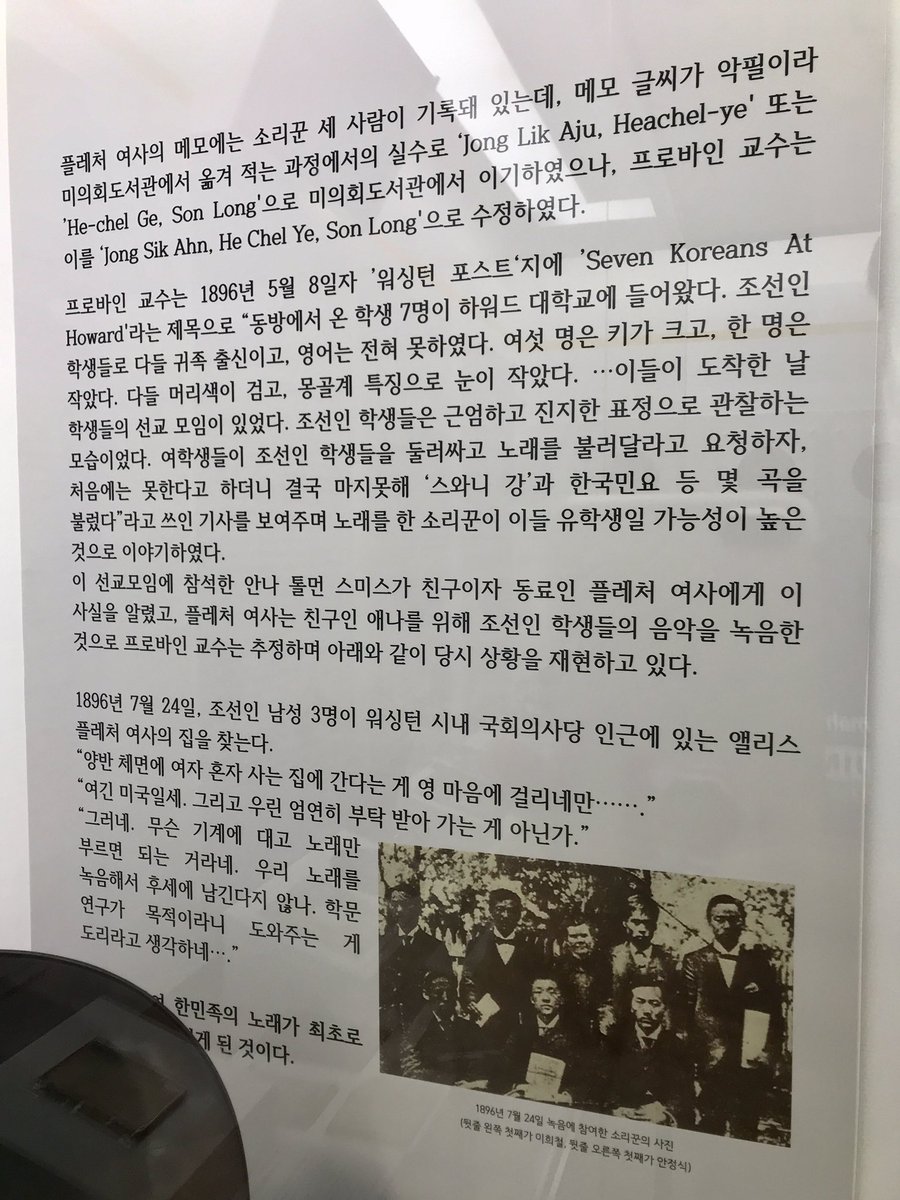 플레처 여사의 메모에는 소리꾼 세 사람이 기록돼 있는데, 메모 글씨가 악필이라
미의회도서관에서 옮겨 적는 과정에서의 실수로 ‘Jong Lik Aju, Heachel-ye' 또는
'He-chel Ge, Son Long'으로 미의회도서관에서 이기하였으나, 프로바인 교수는
이를 ‘Jong Sik Ahn, He Chel Ye, Son Long'으로 수정하였다.
프로바인 교수는 1896년 5월 8일자 '워싱턴 포스트‘지에 'Seven Koreans At
Howard'라는 제목으로 “동방에서 온 학생 7명이 하워드 대학교에 들어왔다. 조선인
학생들로 다들 귀족 출신이고, 영어는 전혀 못하였다. 여섯 명은 키가 크고, 한 명은
작았다. 다들 머리색이 검고, 몽골계 특징으로 눈이 작았다. …이들이 도착한 날
학생들의 선교 모임이 있었다. 조선인 학생들은 근엄하고 진지한 표정으로 관찰하는
모습이었다. 여학생들이 조선인 학생들을 둘러싸고 노래를 불러달라고 요청하자,
처음에는 못한다고 하더니 결국 마지못해 ‘스와니 강’과 한국민요 등 몇 곡을
불렀다”라고 쓰인 기사를 보여주며 노래를 한 소리꾼이 이들 유학생일 가능성이 높은
것으로 이야기하였다.
이 선교모임에 참석한 안나 톨먼 스미스가 친구이자 동료인 플레처 여사에게 이
사실을 알렸고, 플레처 여사는 친구인 애나를 위해 조선인 학생들의 음악을 녹음한
것으로 프로바인 교수는 추정하며 아래와 같이 당시 상황을 재현하고 있다.
1896년 7월 24일, 조선인 남성 3명이 워싱턴 시내 국회의사당 인근에 있는 앨리스
플레처 여사의 집을 찾는다.
“양반 체면에 여자 혼자 사는 집에 간다는 게 영 마음에 걸리네만…….”
“여긴 미국일세. 그리고 우린 엄연히 부탁 받아 가는 게 아닌가.”
“그러네. 무슨 기계에 대고 노래만
부르면 되는 거라네. 우리 노래를
녹음해서 후세에 남긴다지 않나. 학문
연구가 목적이라니 도와주는 게
도리라고 생각하네….”
한민족의 노래가 최초로
된 것이다.
1896년 7월 24일 녹음에 참여한 소리꾼의 사진
(뒷줄 왼쪽 첫째가 이희철, 뒷줄 오른쪽 첫째가 안정식)